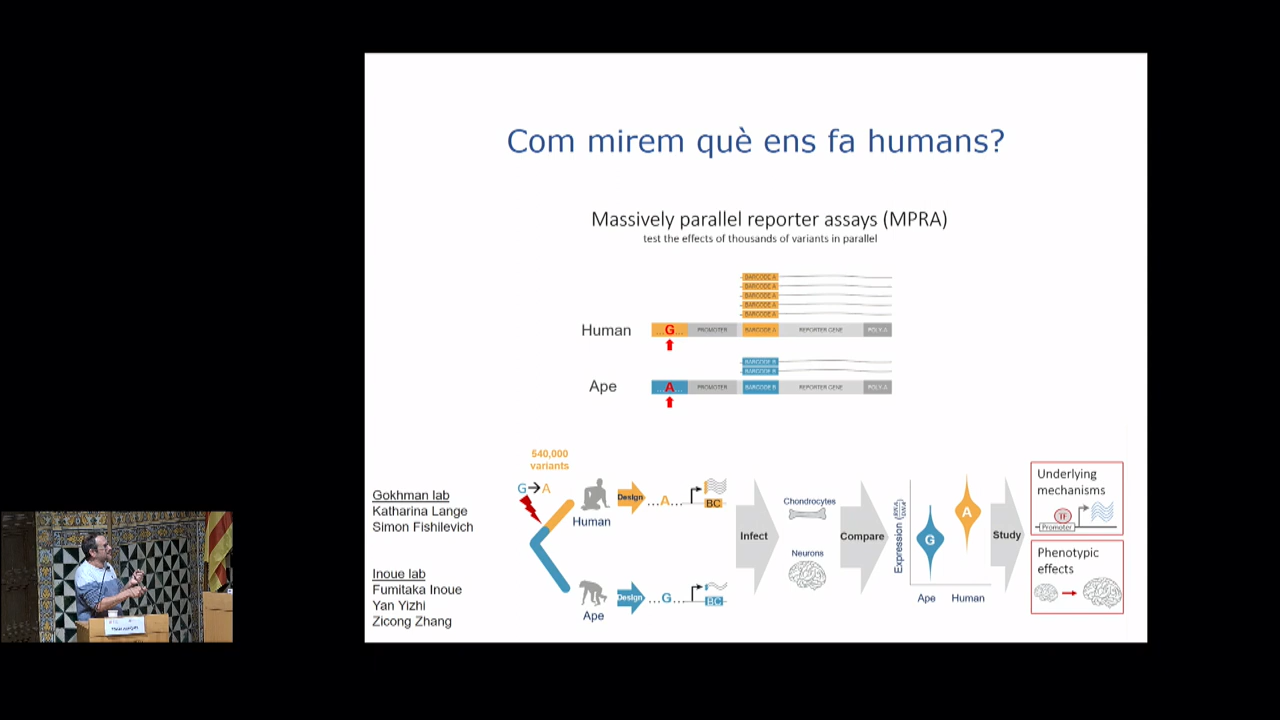 Com mirem què ens fa humans?
Massively parallel reporter assays (MPRA)
test the effects of thousands of variants in parallel
BARCODE A
BARCODE A
BARCODE A
BARCODE A
BARCODE A
Human
...G...
PROMOTER
BARCODE A
REPORTER GENE
POLY-A
BARCODE B
BARCODE B
Ape
...A...
PROMOTER
BARCODE B
REPORTER GENE
POLY-A
Gokhman lab
Katharina Lange
Simon Fishilevich
Inoue lab
Fumitaka Inoue
Yan Yizhi
Zicong Zhang
540,000
variants
G→A
Human
Design
...A...
BC
Ape
Design
...G...
BC
Infect
Chondrocytes
Neurons
Compare
Expression
G
A
Ape
Human
Study
Underlying
mechanisms
TF
Promoter
Phenotypic
effects